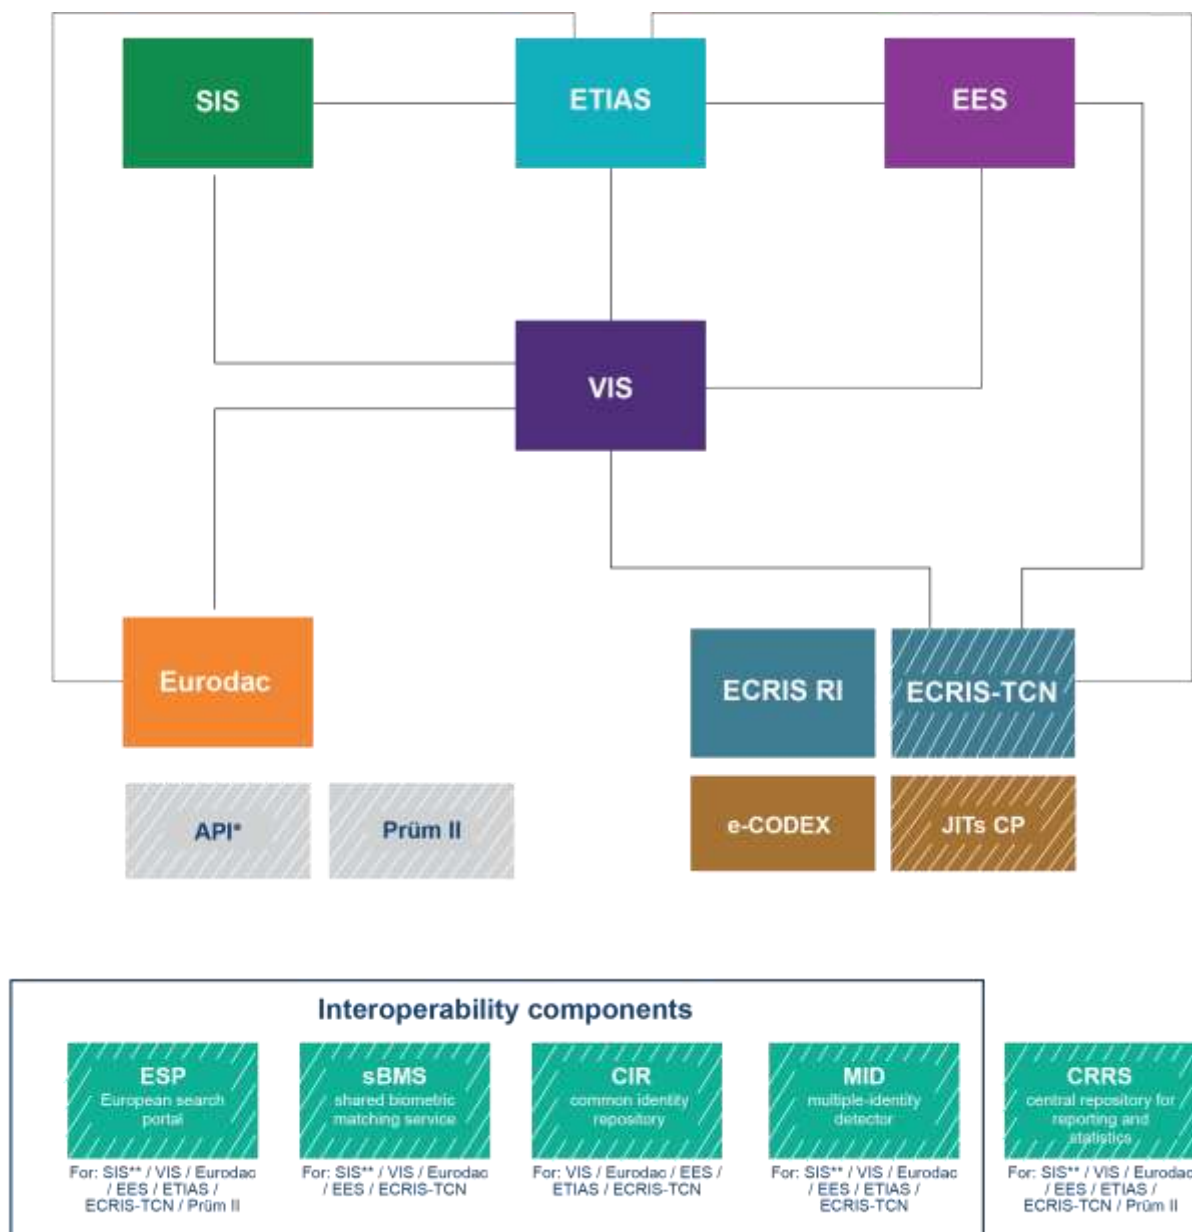 SIS
ETIAS
EES
VIS
Eurodac
ECRIS RI
ECRIS-TCN
API*
Prüm II
e-CODEX
JITs CP
Interoperability components
ESP
European search
portal
For: SIS** / VIS / Eurodac
/ EES / ETIAS /
ECRIS-TCN / Prüm II
sBMS
shared biometric
matching service
For: SIS** / VIS / Eurodac
/ EES / ECRIS-TCN
CIR
common identity
repository
For: VIS / Eurodac / EES /
ETIAS / ECRIS-TCN
MID
multiple-identity
detector
For: SIS** / VIS / Eurodac
/ EES / ETIAS /
ECRIS-TCN
CRRS
central repository for
reporting and
statistics
For: SIS** / VIS / Eurodac
/ EES / ETIAS /
ECRIS-TCN / Prüm II